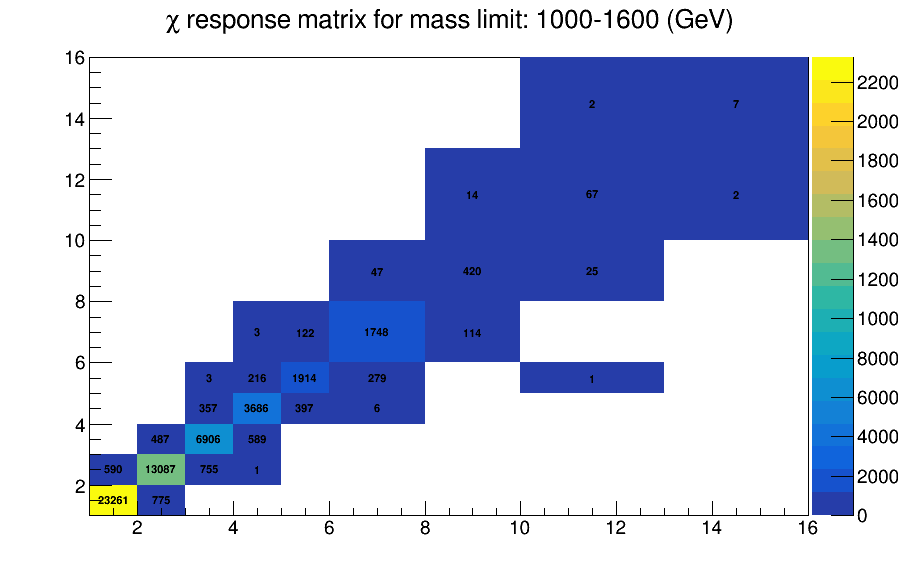 χ response matrix for mass limit: 1000-1600 (GeV)
16
14
12
10
8
6
4
2
2 7
14 67 2
47 420 25
3 122 1748 114
3 216 1914 279 1
357 3686 397 6
487 6906 589
590 13087 755 1
23261 775
2 4 6 8 10 12 14 16
2200
2000
1800
1600
1400
1200
1000
8000
6000
4000
2000
0